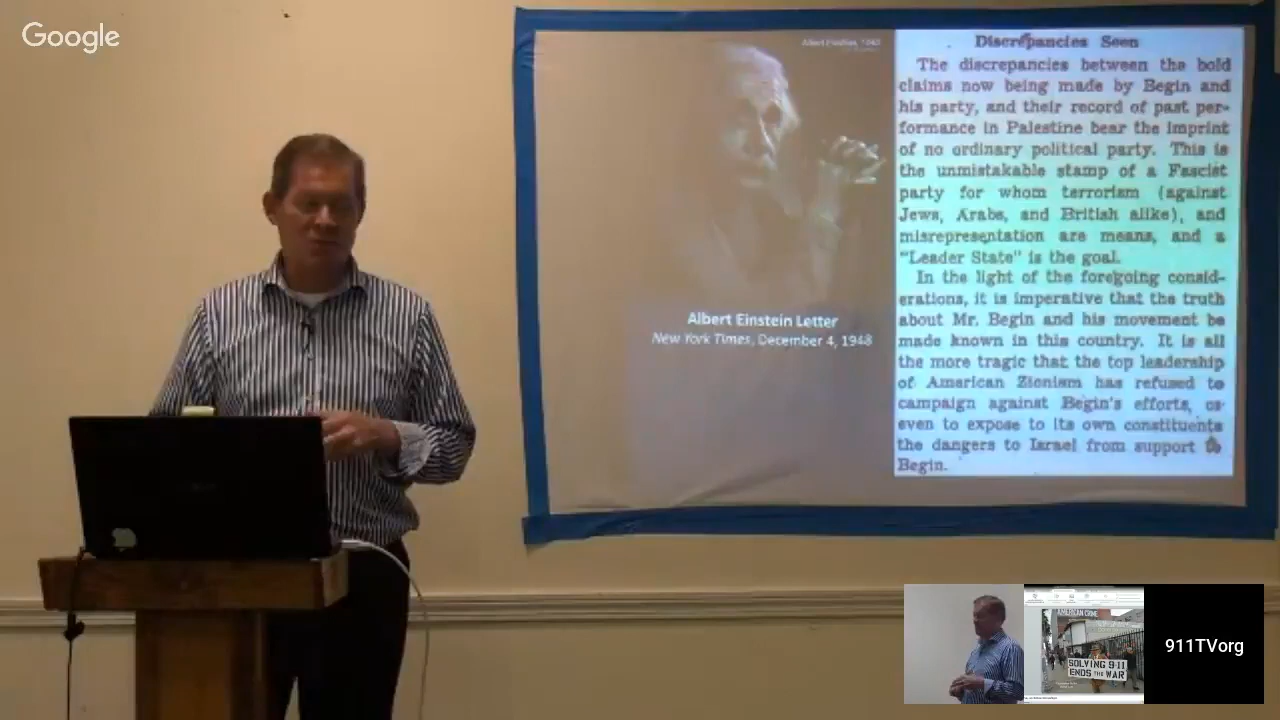 Google
Albert Einstein Letter
New York Times, December 4, 1948
Discrepancies Seen
The discrepancies between the bold
claims now being made by Begin and
his party, and their record of past per-
formance in Palestine bear the imprint
of no ordinary political party. This is
the unmistakable stamp of a Fascist
party for whom terrorism (against
Jews, Arabs, and British alike), and
misrepresentation are means, and a
"Leader State" is the goal.
In the light of the foregoing consid-
erations, it is imperative that the truth
about Mr. Begin and his movement be
made known in this country. It is all
the more tragic that the top leadership
of American Zionism has refused to
campaign against Begin's efforts, or
even to expose to its own constituents
the dangers to Israel from support to
Begin.
AMERICAN CRIME
SOLVING 9-11
ENDS THE WAR
911TVorg